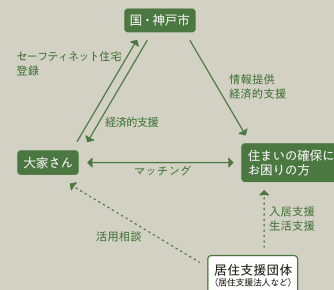 国・神戸市
セーフティネット住宅
登録
情報提供
経済的支援
経済的支援
大家さん
マッチング
住まいの確保に
お困りの方
入居支援
生活支援
活用相談
居住支援団体
(居住支援法人など)